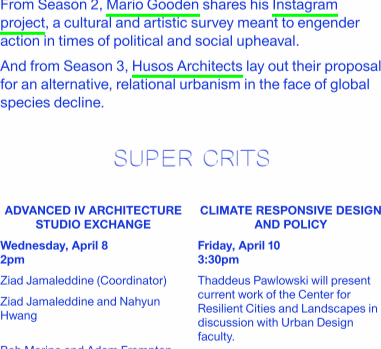 From Season 2, Mario Gooden shares his Instagram
project, a cultural and artistic survey meant to engender
action in times of political and social upheaval.
And from Season 3, Husos Architects lay out their proposal
for an alternative, relational urbanism in the face of global
species decline.
SUPER CRITS
ADVANCED IV ARCHITECTURE
STUDIO EXCHANGE
Wednesday, April 8
2pm
Ziad Jamaleddine (Coordinator)
Ziad Jamaleddine and Nahyun
Hwang
CLIMATE RESPONSIVE DESIGN
AND POLICY
Friday, April 10
3:30pm
Thaddeus Pawlowski will present
current work of the Center for
Resilient Cities and Landscapes in
discussion with Urban Design
faculty.